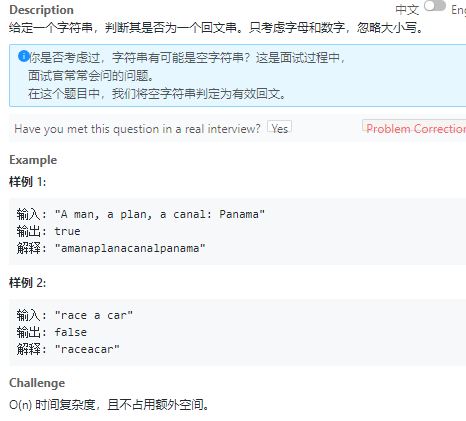 Description
中文
Eng
给定一个字符串，判断其是否为一个回文串。只考虑字母和数字，忽略大小写。
你是否考虑过，字符串有可能是空字符串？这是面试过程中，
面试官常常会问的问题。
在这个题目中，我们将空字符串判定为有效回文。
Have you met this question in a real interview? Yes
Problem Correction
Example
样例 1:
输入: "A man, a plan, a canal: Panama"
输出: true
解释: "amanaplanacanalpanama"
样例 2:
输入: "race a car"
输出: false
解释: "raceacar"
Challenge
O(n) 时间复杂度，且不占用额外空间。